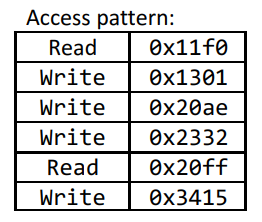 Access pattern:
Read 0x11f0
Write 0x1301
Write 0x20ae
Write 0x2332
Read 0x20ff
Write 0x3415